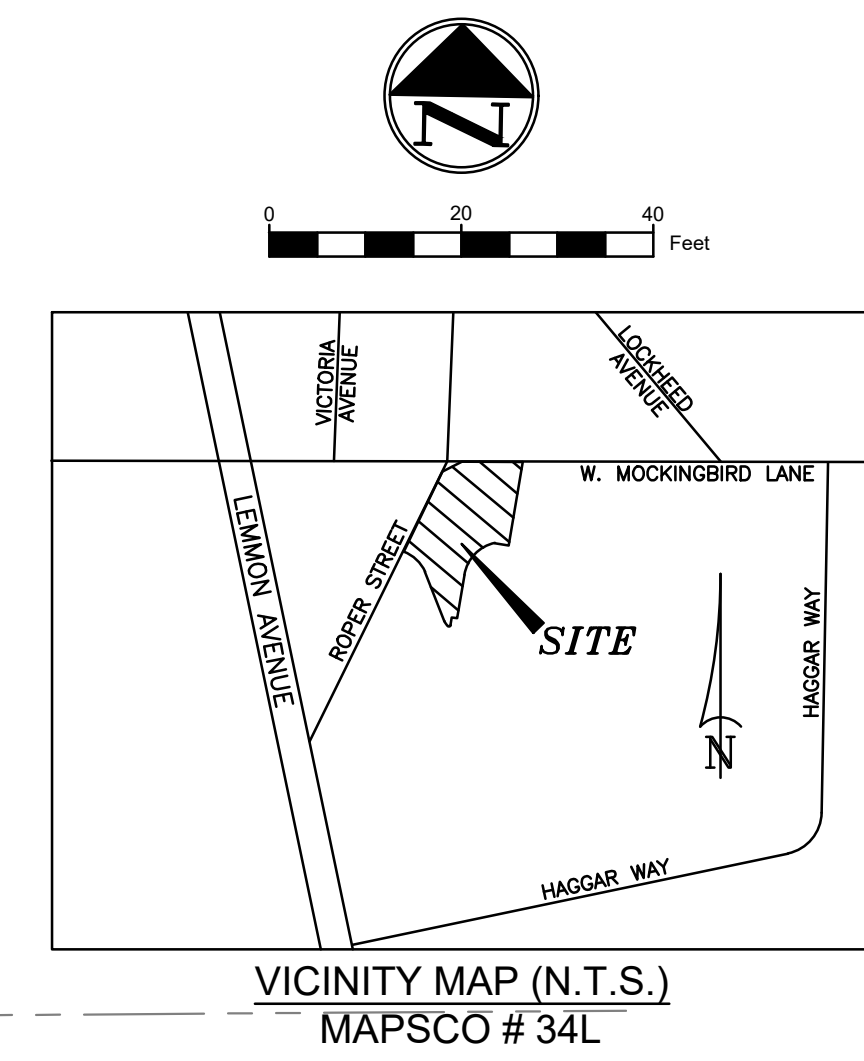 N
0 20 40
Feet
VICTORIA
AVENUE
LOCKHEED
AVENUE
W. MOCKINGBIRD LANE
LEMMON AVENUE
ROPER STREET
SITE
HAGGAR WAY
N
HAGGAR WAY
VICINITY MAP (N.T.S.)
MAPSCO # 34L